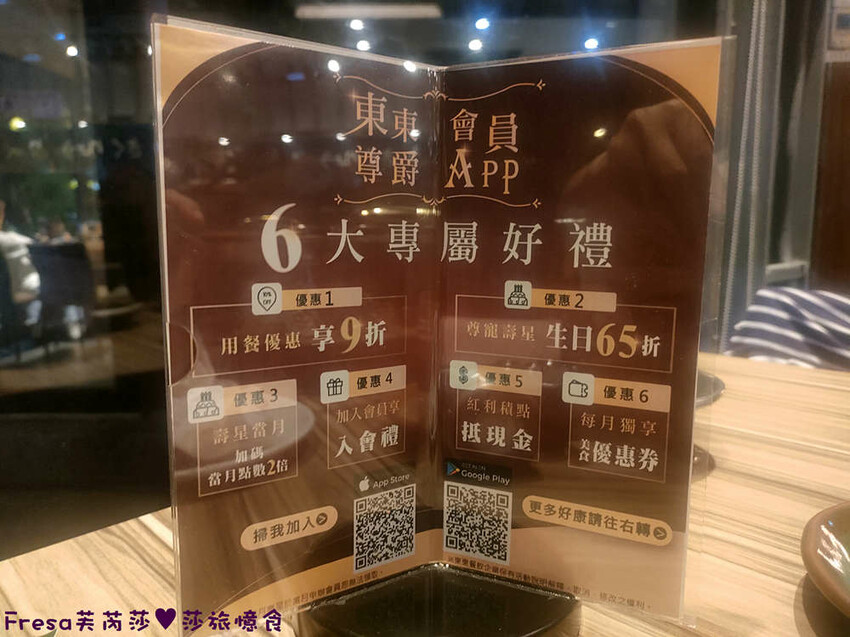 東東 會員
尊爵 APP
6大專屬好禮
10% OFF
優惠1
用餐優惠 享9折
優惠2
尊寵壽星 生日65折
優惠3
壽星當月
加碼
當月點數2倍
優惠4
加入會員享
入會禮
優惠5
紅利積點
抵現金
優惠6
每月獨享
美食優惠券
App Store
GET IT ON
Google Play
掃我加入
更多好康請往右轉
Fresa芙芮莎♥莎旅憶食